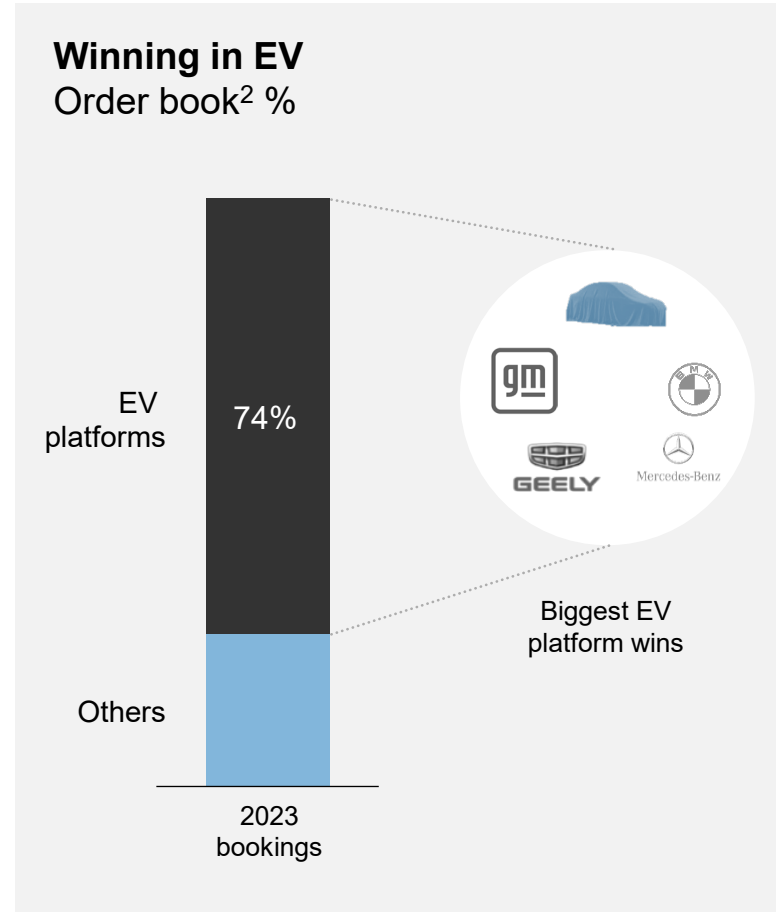 Winning in EV
Order book² %
EV
platforms
74%
gm
BMW
GEELY
Mercedes-Benz
Biggest EV
platform wins
Others
2023
bookings